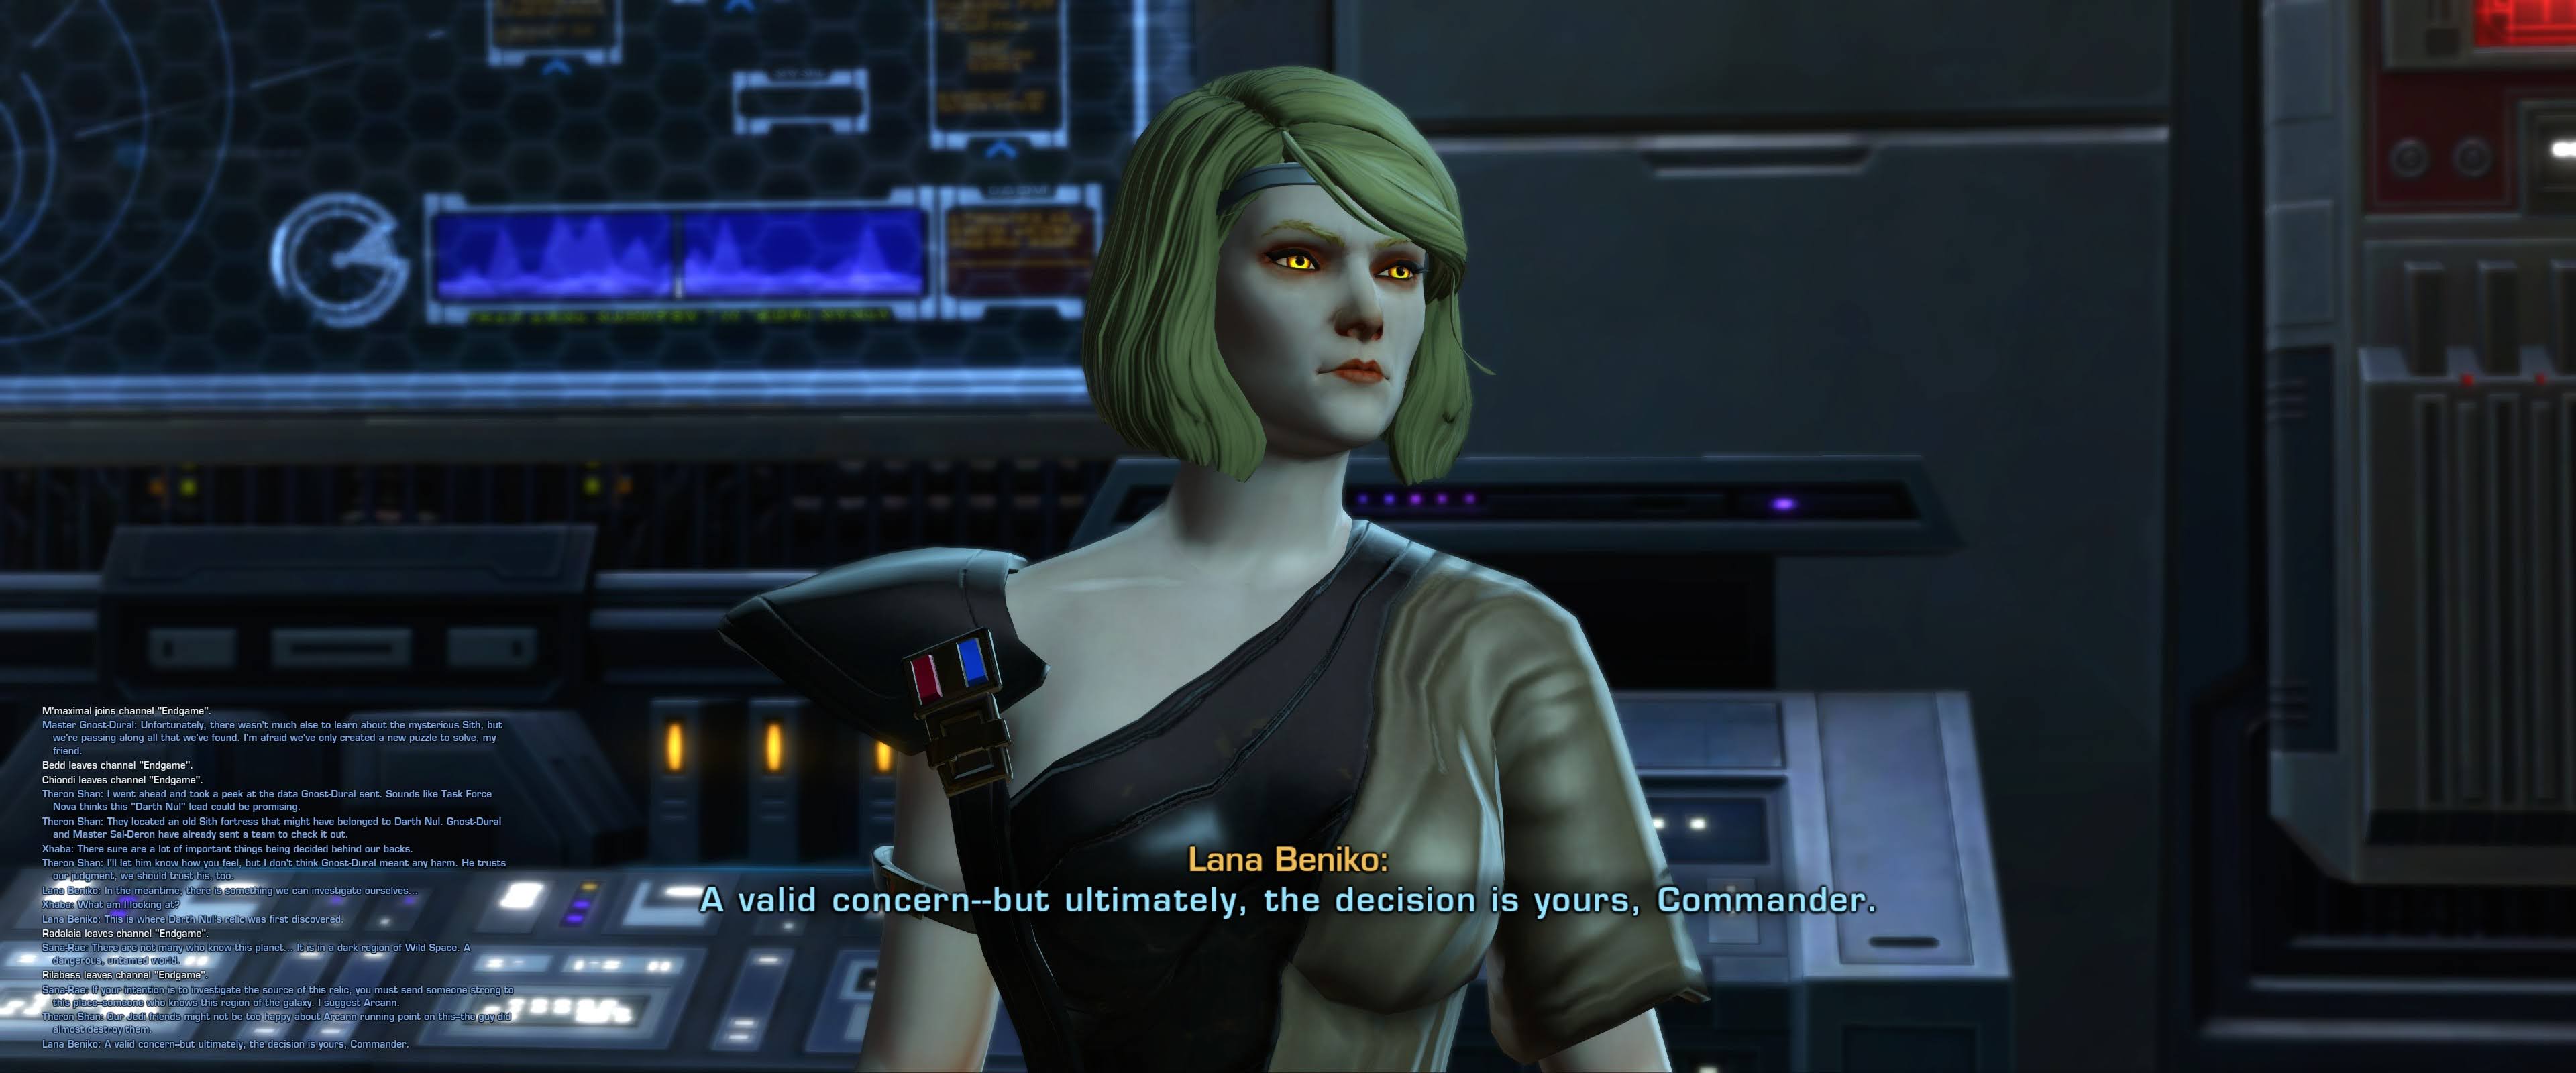 M'maximal joins channel "Endgame".
Master Gnost-Dural: Unfortunately, there wasn't much else to learn about the mysterious Sith, but
we're passing along all that we've found. I'm afraid we've only created a new puzzle to solve, my
friend.
Bedd leaves channel "Endgame".
Chiondi leaves channel "Endgame".
Theron Shan: I went ahead and took a peek at the data Gnost-Dural sent. Sounds like Task Force
Nova thinks this "Darth Nul" lead could be promising.
Theron Shan: They located an old Sith fortress that might have belonged to Darth Nul. Gnost-Dural
and Master Sal-Deron have already sent a team to check it out.
Xhaba: There sure are a lot of important things being decided behind our backs.
Theron Shan: I'll let him know how you feel, but I don't think Gnost-Dural meant any harm. He trusts
our judgment, we should trust his, too.
Lana Beniko: In the meantime, there is something we can investigate ourselves...
Xhaba: What am I looking at?
Lana Beniko: This is where Darth Nul's relic was first discovered.
Radalaia leaves channel "Endgame".
Sana-Rae: There are not many who know this planet... It is in a dark region of Wild Space. A
dangerous, untamed world.
Rilabess leaves channel "Endgame".
Sana-Rae: If your intention is to investigate the source of this relic, you must send someone strong to
this place--someone who knows this region of the galaxy. I suggest Arcann.
Theron Shan: Our Jedi friends might not be too happy about Arcann running point on this--the guy did
almost destroy them.
Lana Beniko: A valid concern--but ultimately, the decision is yours, Commander.
Lana Beniko:
A valid concern--but ultimately, the decision is yours, Commander.